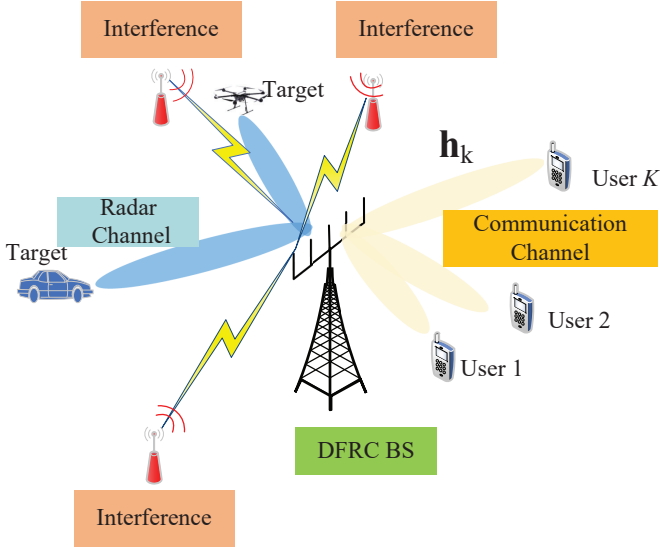 Interference
Interference
Target
h_k
User K
Radar
Channel
Communication
Channel
Target
User 2
User 1
DFRC BS
Interference